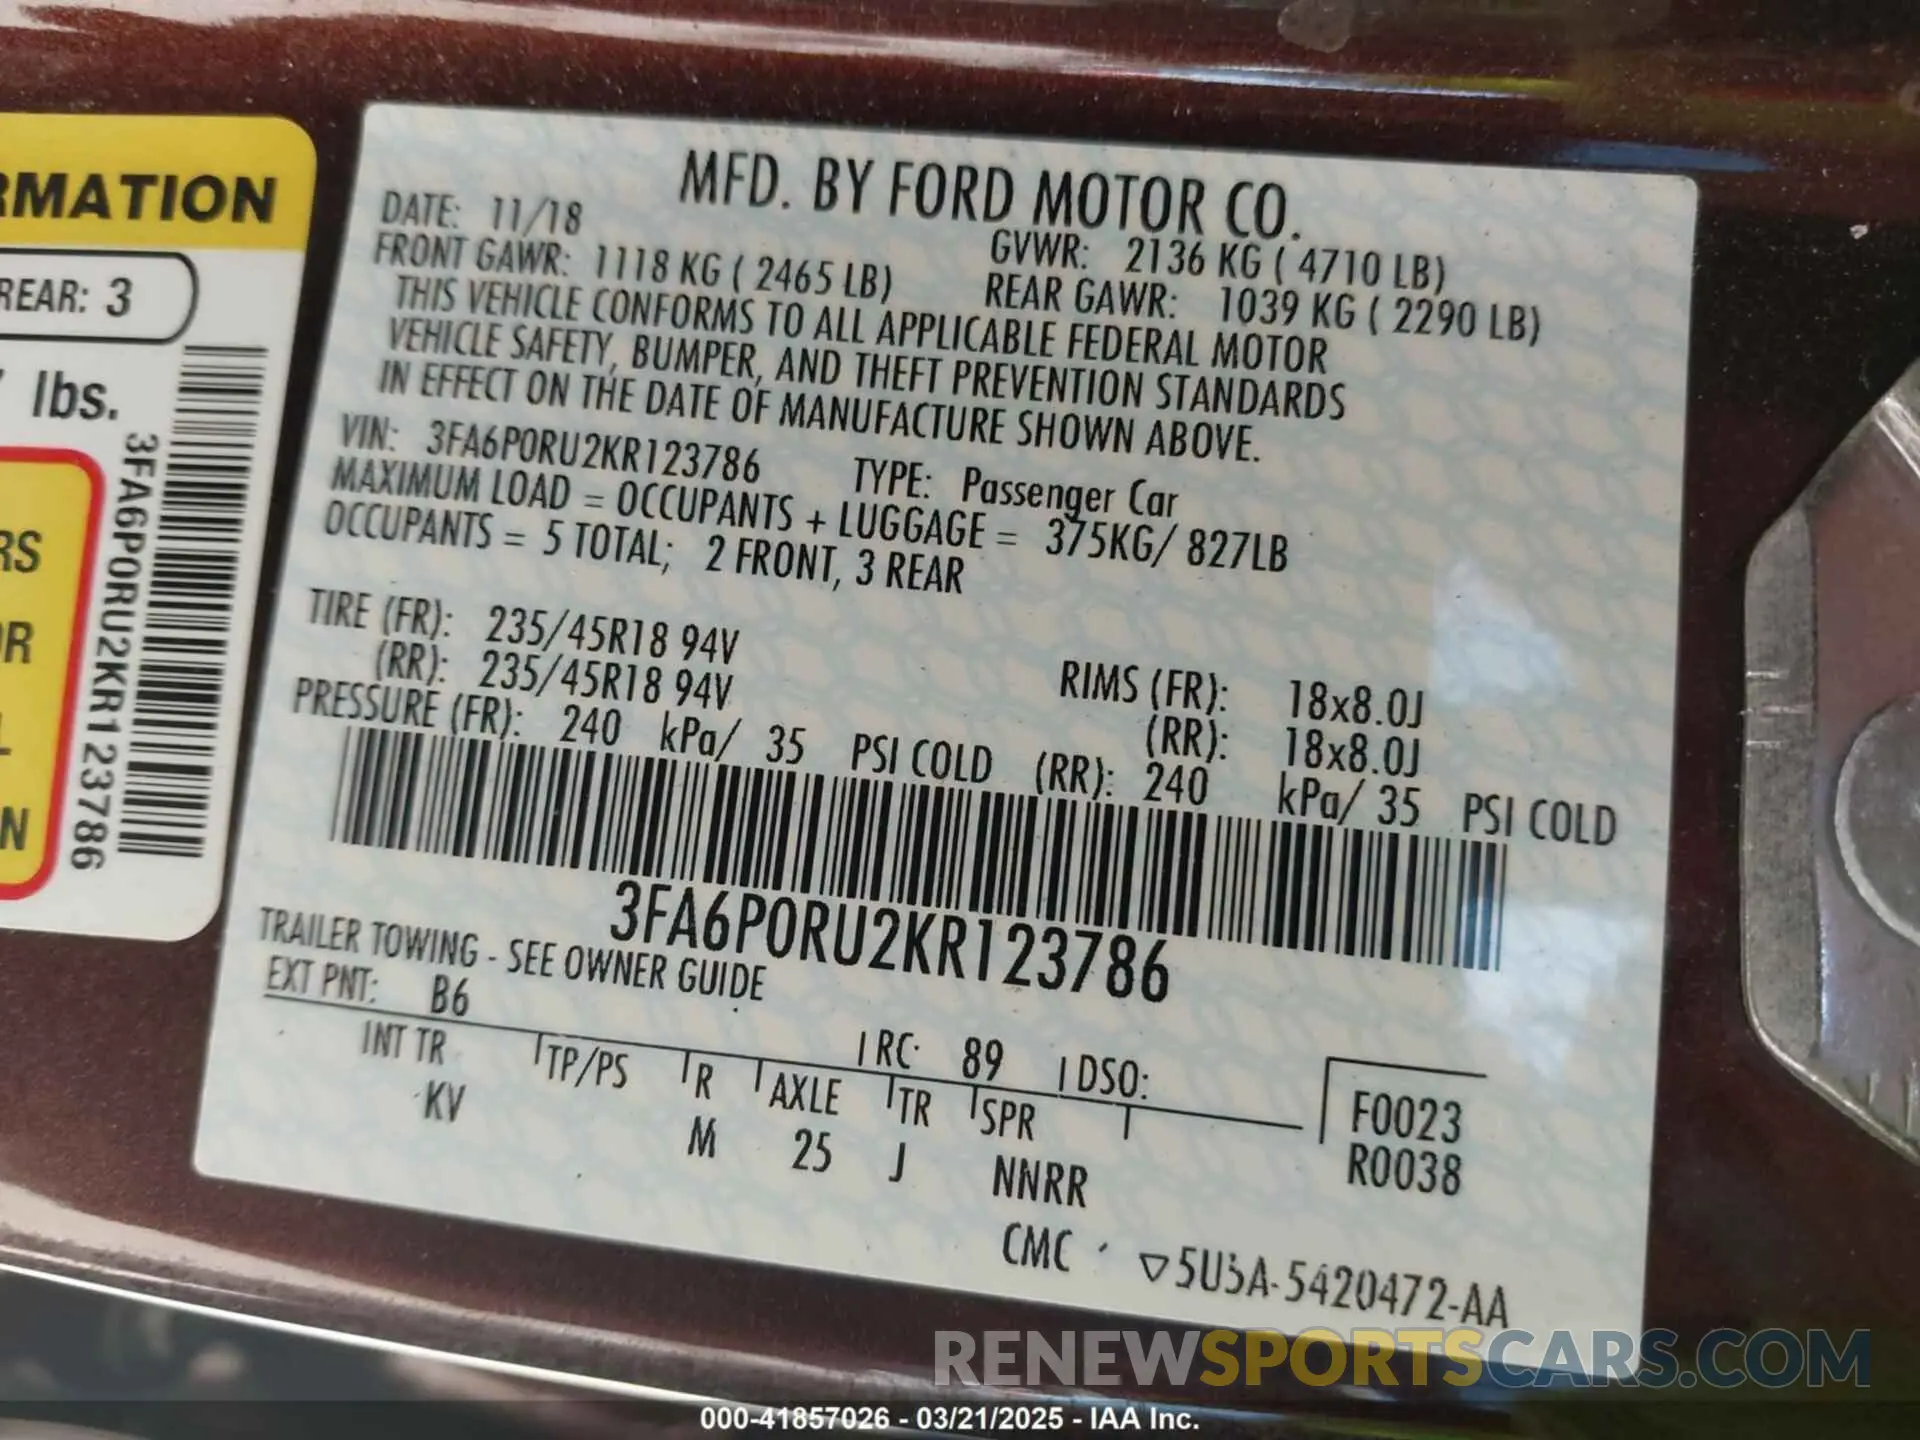 RMATION
REAR: 3
lbs.
3FA6P0RU2KR123786
RS
OR
L
N
MFD. BY FORD MOTOR CO.
DATE: 11/18
GVWR: 2136 KG ( 4710 LB)
FRONT GAWR: 1118 KG ( 2465 LB)
REAR GAWR: 1039 KG ( 2290 LB)
THIS VEHICLE CONFORMS TO ALL APPLICABLE FEDERAL MOTOR
VEHICLE SAFETY, BUMPER, AND THEFT PREVENTION STANDARDS
IN EFFECT ON THE DATE OF MANUFACTURE SHOWN ABOVE.
VIN: 3FA6P0RU2KR123786
TYPE: Passenger Car
MAXIMUM LOAD = OCCUPANTS + LUGGAGE = 375KG/ 827LB
OCCUPANTS = 5 TOTAL; 2 FRONT, 3 REAR
TIRE (FR): 235/45R18 94V
RIMS (FR): 18x8.0J
(RR): 235/45R18 94V
(RR): 18x8.0J
PRESSURE (FR): 240 kPa/ 35 PSI COLD (RR): 240 kPa/ 35 PSI COLD
3FA6P0RU2KR123786
TRAILER TOWING - SEE OWNER GUIDE
EXT PNT: B6
RC: 89 DSO:
INT TR TP/PS R AXLE TR SPR
KV M 25 J NNRR
F0023
R0038
CMC
5U5A-5420472-AA
RENEWSPORTSCARS.COM
000-41857026 - 03/21/2025 - IAA Inc.